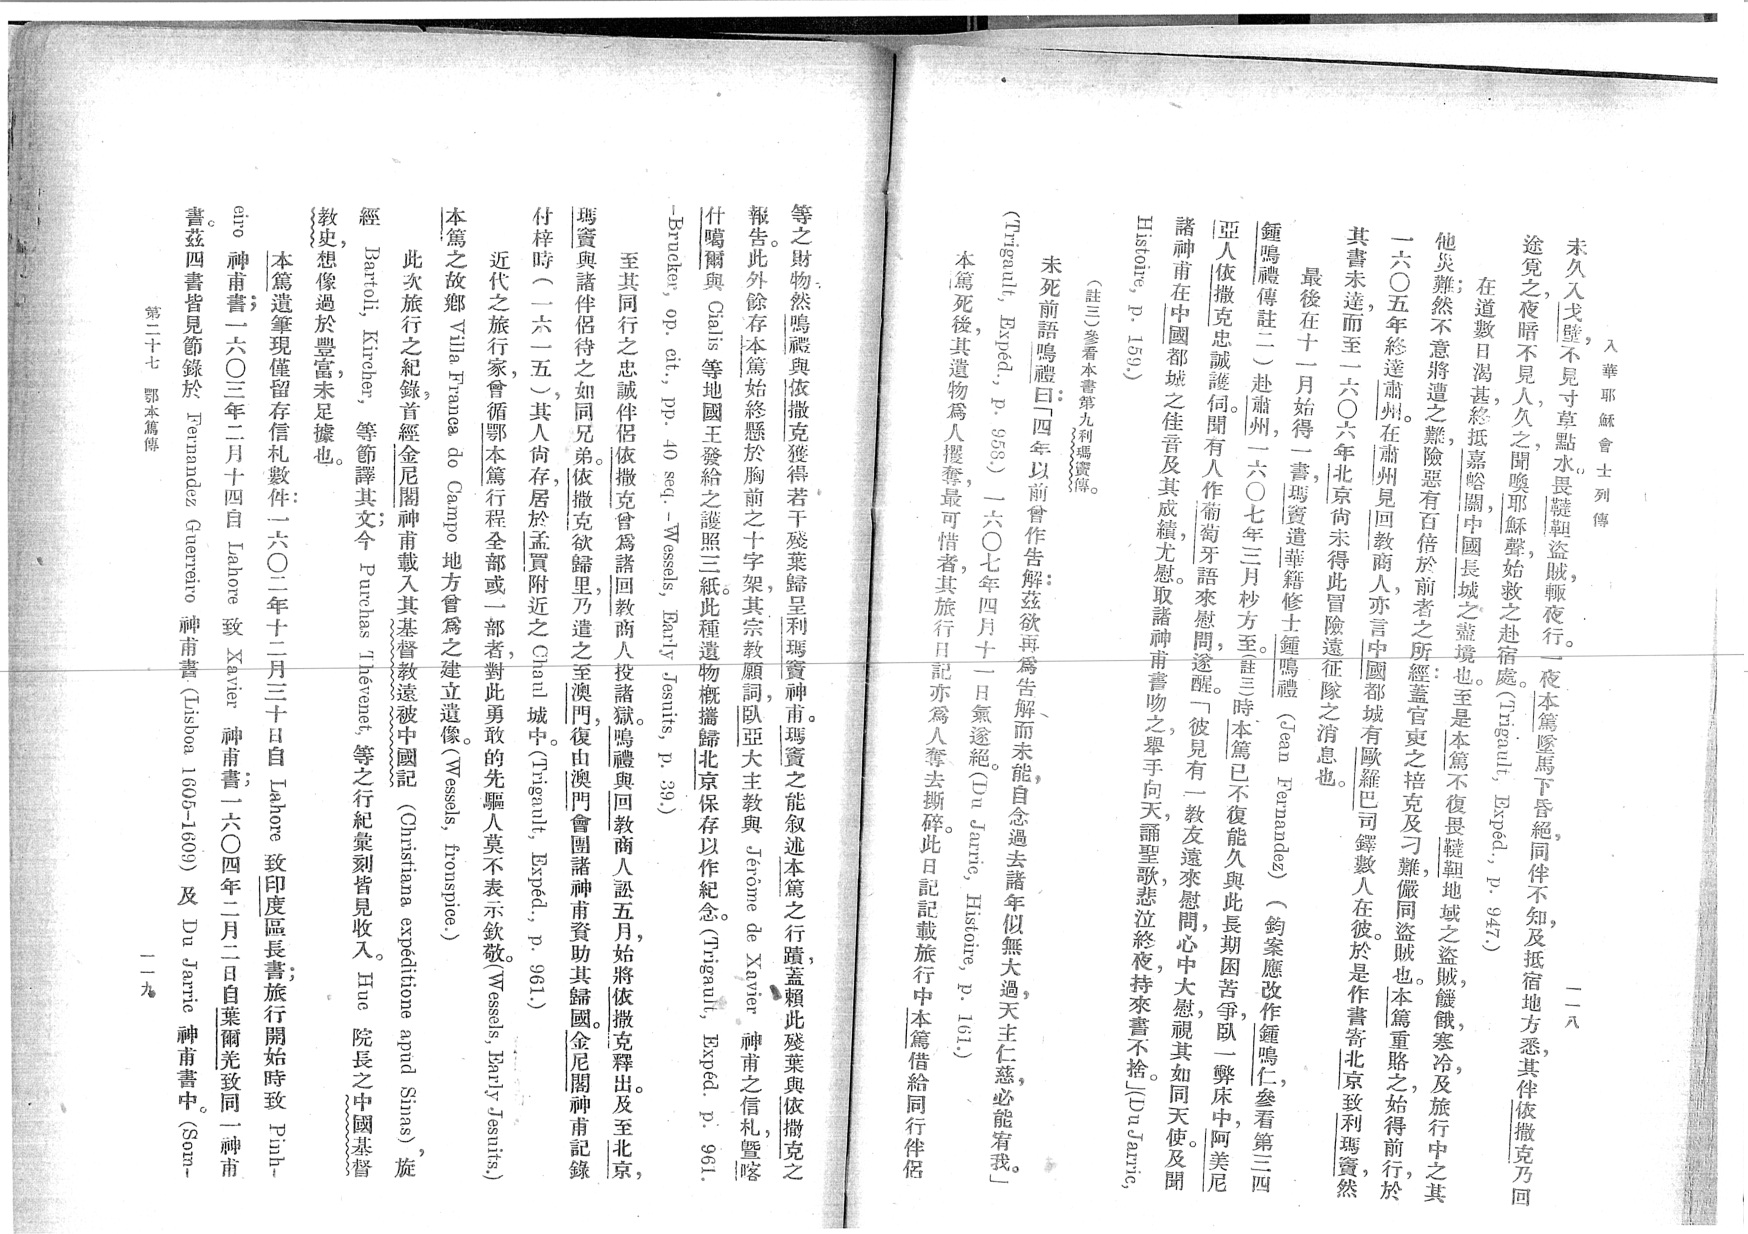 入華耶穌會士列傳
一一八
未久入戈壁，不見寸草點水。畏韃靼盜賊，輒夜行。一夜本篤墜馬下昏絕，同伴不知，及抵宿地方悉，其伴依撒克乃回
途覓之，夜暗不見人，久之，聞喚耶穌聲，始救之赴宿處。(Trigault, Expéd., p. 947.)
在道數日渴甚，終抵嘉峪關，中國長城之盡境也。至是本篤不復畏韃靼地域之盜賊，饑餓，寒冷，及旅行中之其
他災難；然不意將遭之難，險惡有百倍於前者之所經：蓋官吏之掊克及刁難，儼同盜賊也。本篤重賂之，始得前行，於
一六〇五年終達肅州。在肅州見回教商人，亦言中國都城有歐羅巴司鐸數人在彼。於是作書寄北京致利瑪竇，然
其書未達，而至一六〇六年北京尚未得此冒險遠征隊之消息也。
最後在十一月始得一書，瑪竇遣華籍修士鍾鳴禮 (Jean Fernandez)（鈞案應改作鍾鳴仁，參看第三四
鍾鳴禮傳註二）赴肅州，一六〇七年三月杪方至。(註三)時本篤已不復能久與此長期困苦爭，臥一弊床中，阿美尼
亞人依撒克忠誠護伺。聞有人作葡萄牙語來慰問，遂醒。「彼見有一教友遠來慰問，心中大慰，視其如同天使。及聞
諸神甫在中國都城之佳音及其成績，尤慰。取諸神甫書吻之，舉手向天，誦聖歌，悲泣終夜，持來書不捨。」(Du Jarric,
Histoire, p. 159.)
（註三）參看本書第九利瑪竇傳。
未死前語鳴禮曰：「四年以前曾作告解：茲欲再爲告解而未能，自念過去諸年似無大過，天主仁慈，必能宥我。」
(Trigault, Expéd., p. 958.) 一六〇七年四月十一日氣遂絕。(Du Jarric, Histoire, p. 161.)
本篤死後，其遺物爲人攫奪，最可惜者，其旅行日記亦爲人奪去撕碎。此日記記載旅行中本篤借給同行伴侶
等之財物，然鳴禮與依撒克獲得若干殘葉歸呈利瑪竇神甫。瑪竇之能叙述本篤之行蹟，蓋賴此殘葉與依撒克之
報告。此外餘存本篤始終懸於胸前之十字架，其宗教願詞，臥亞大主教與 Jérôme de Xavier 神甫之信札，暨喀
什噶爾與 Cialis 等地國王發給之護照三紙。此種遺物概攜歸北京保存，以作紀念。(Trigault, Expéd. p. 961.
-Brucker, op. cit., pp. 40 seq. -Wessels, Early Jesuits, p. 39.)
至其同行之忠誠伴侶依撒克曾爲諸回教商人投諸獄。鳴禮與回教商人訟五月，始將依撒克釋出。及至北京，
瑪竇與諸伴侶待之如同兄弟。依撒克欲歸里，乃遣之至澳門，復由澳門會團諸神甫資助其歸國。金尼閣神甫記錄
付梓時（一六一五），其人尚存，居於孟買附近之 Chaul 城中。(Trigault, Expéd., p. 961.)
近代之旅行家，曾循鄂本篤行程全部或一部者，對此勇敢的先驅人莫不表示欽敬。(Wessels, Early Jesuits,)
本篤之故鄉 Villa Franca do Campo 地方曾爲之建立遺像。(Wessels, fronspice.)
此次旅行之紀錄，首經金尼閣神甫載入其基督教遠被中國記 (Christiana expéditione apud Sinas)，旋
經 Bartoli, Kircher, 等節譯其文；今 Purchas Thévenet, 等之行紀彙刻皆見收入。Huc 院長之中國基督
教史，想像過於豐富，未足據也。
本篤遺筆現僅留存信札數件：一六〇二年十二月三十日自 Lahore 致印度區長書；旅行開始時致 Pinh-
eiro 神甫書；一六〇三年二月十四自 Lahore 致 Xavier 神甫書；一六〇四年二月二日自葉爾羌致同一神甫
書。茲四書皆見節錄於 Fernandez Guerreiro 神甫書 (Lisboa 1605-1609) 及 Du Jarric 神甫書中。(Som-
第二十七　鄂本篤傳
一一九